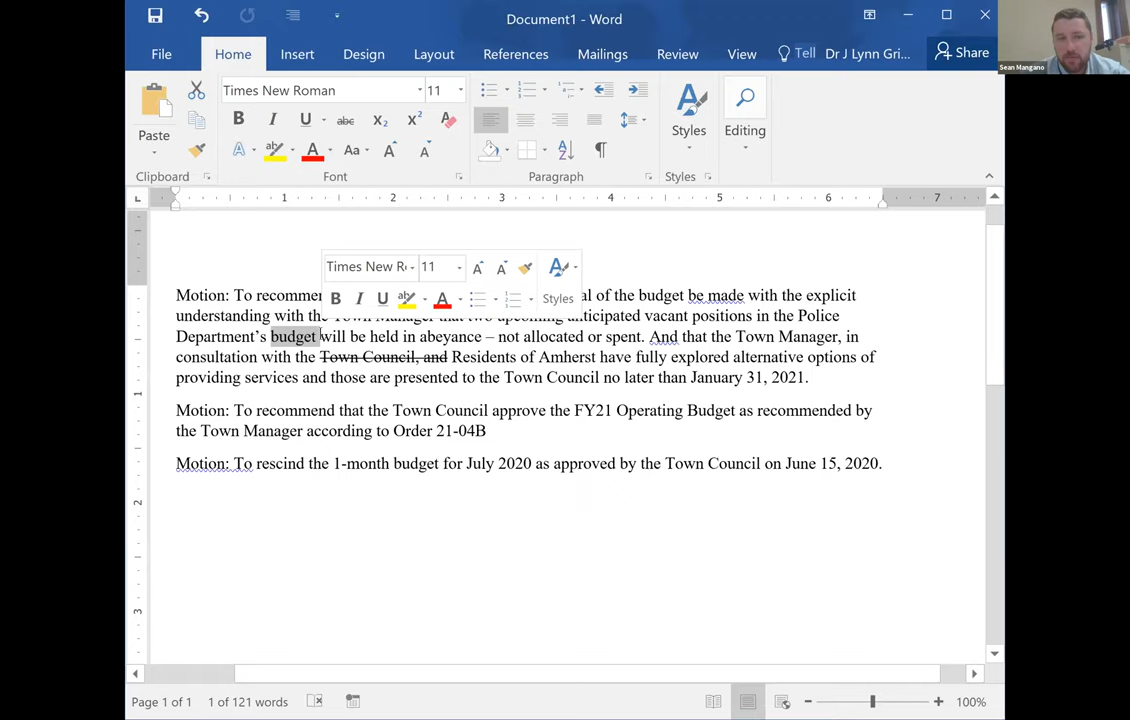 Document1 - Word
Sean Mangano
File Home Insert Design Layout References Mailings Review View Tell Dr J Lynn Gri... Share
Times New Roman 11
Paste
Styles
Editing
Clipboard Font Paragraph Styles
1 2 3 4 5 6 7
Times New R 11
Styles
Motion: To recommen al of the budget be made with the explicit
understanding with the Town Manager that two upcoming anticipated vacant positions in the Police
Department's budget will be held in abeyance – not allocated or spent. And that the Town Manager, in
consultation with the Town Council, and Residents of Amherst have fully explored alternative options of
providing services and those are presented to the Town Council no later than January 31, 2021.
Motion: To recommend that the Town Council approve the FY21 Operating Budget as recommended by
the Town Manager according to Order 21-04B
Motion: To rescind the 1-month budget for July 2020 as approved by the Town Council on June 15, 2020.
Page 1 of 1 1 of 121 words 100%